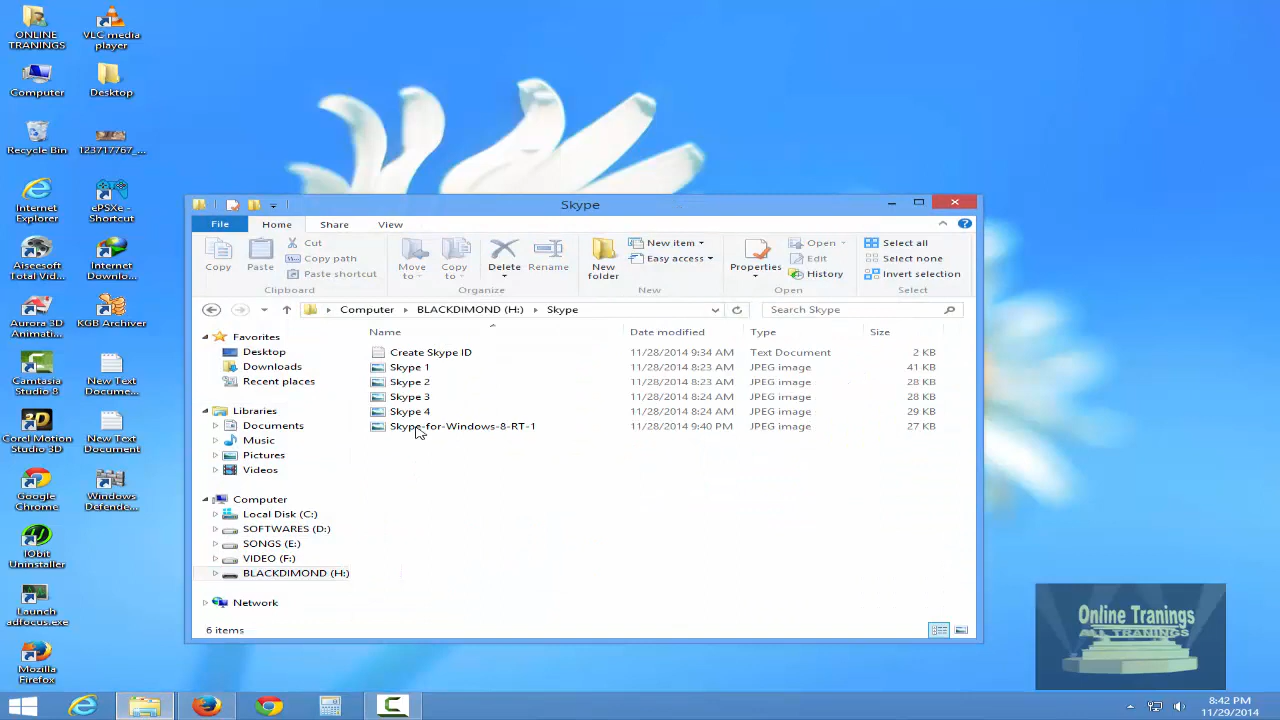 ONLINE
TRANINGS
VLC media
player
Computer
Desktop
Recycle Bin
123717767_...
Internet
Explorer
ePSXe -
Shortcut
Aiscesoft
Total Vid...
Internet
Downlo...
Aurora 3D
Animati...
KGB Archiver
Camtasia
Studio 8
New Text
Docume...
Corel Motion
Studio 3D
New Text
Docume...
Google
Chrome
Windows
Defende...
IObit
Uninstaller
Launch
adfocus.exe
Mozilla
Firefox
Skype
File Home Share View
Copy
Paste
Cut
Copy path
Paste shortcut
Clipboard
Move
to
Copy
to
Delete
Rename
Organize
New
folder
New item
Easy access
New
Properties
Open
Edit
History
Open
Select all
Select none
Invert selection
Select
Computer BLACKDIMOND (H:) Skype
Search Skype
Favorites
Desktop
Downloads
Recent places
Libraries
Documents
Music
Pictures
Videos
Computer
Local Disk (C:)
SOFTWARES (D:)
SONGS (E:)
VIDEO (F:)
BLACKDIMOND (H:)
Network
Name Date modified Type Size
Create Skype ID 11/28/2014 9:34 AM Text Document 2 KB
Skype 1 11/28/2014 8:23 AM JPEG image 41 KB
Skype 2 11/28/2014 8:23 AM JPEG image 28 KB
Skype 3 11/28/2014 8:24 AM JPEG image 28 KB
Skype 4 11/28/2014 8:24 AM JPEG image 29 KB
Skype-for-Windows-8-RT-1 11/28/2014 9:40 PM JPEG image 27 KB
6 items
Online Tranings
ALL TRANINGS
8:42 PM
11/29/2014